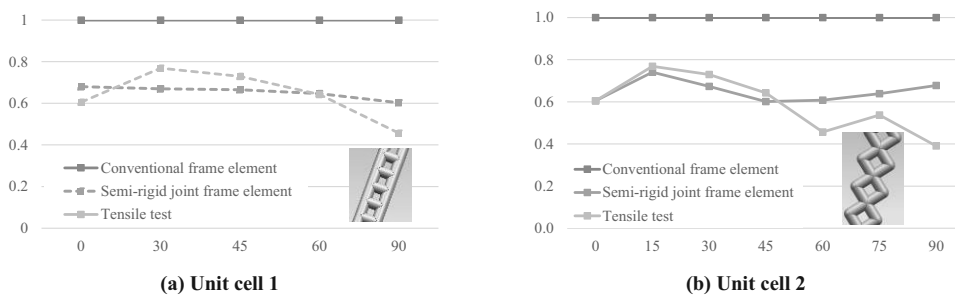 1
0.8
0.6
0.4
0.2
0
Conventional frame element
Semi-rigid joint frame element
Tensile test
0 30 45 60 90
(a) Unit cell 1
1.0
0.8
0.6
0.4
0.2
0.0
Conventional frame element
Semi-rigid joint frame element
Tensile test
0 15 30 45 60 75 90
(b) Unit cell 2